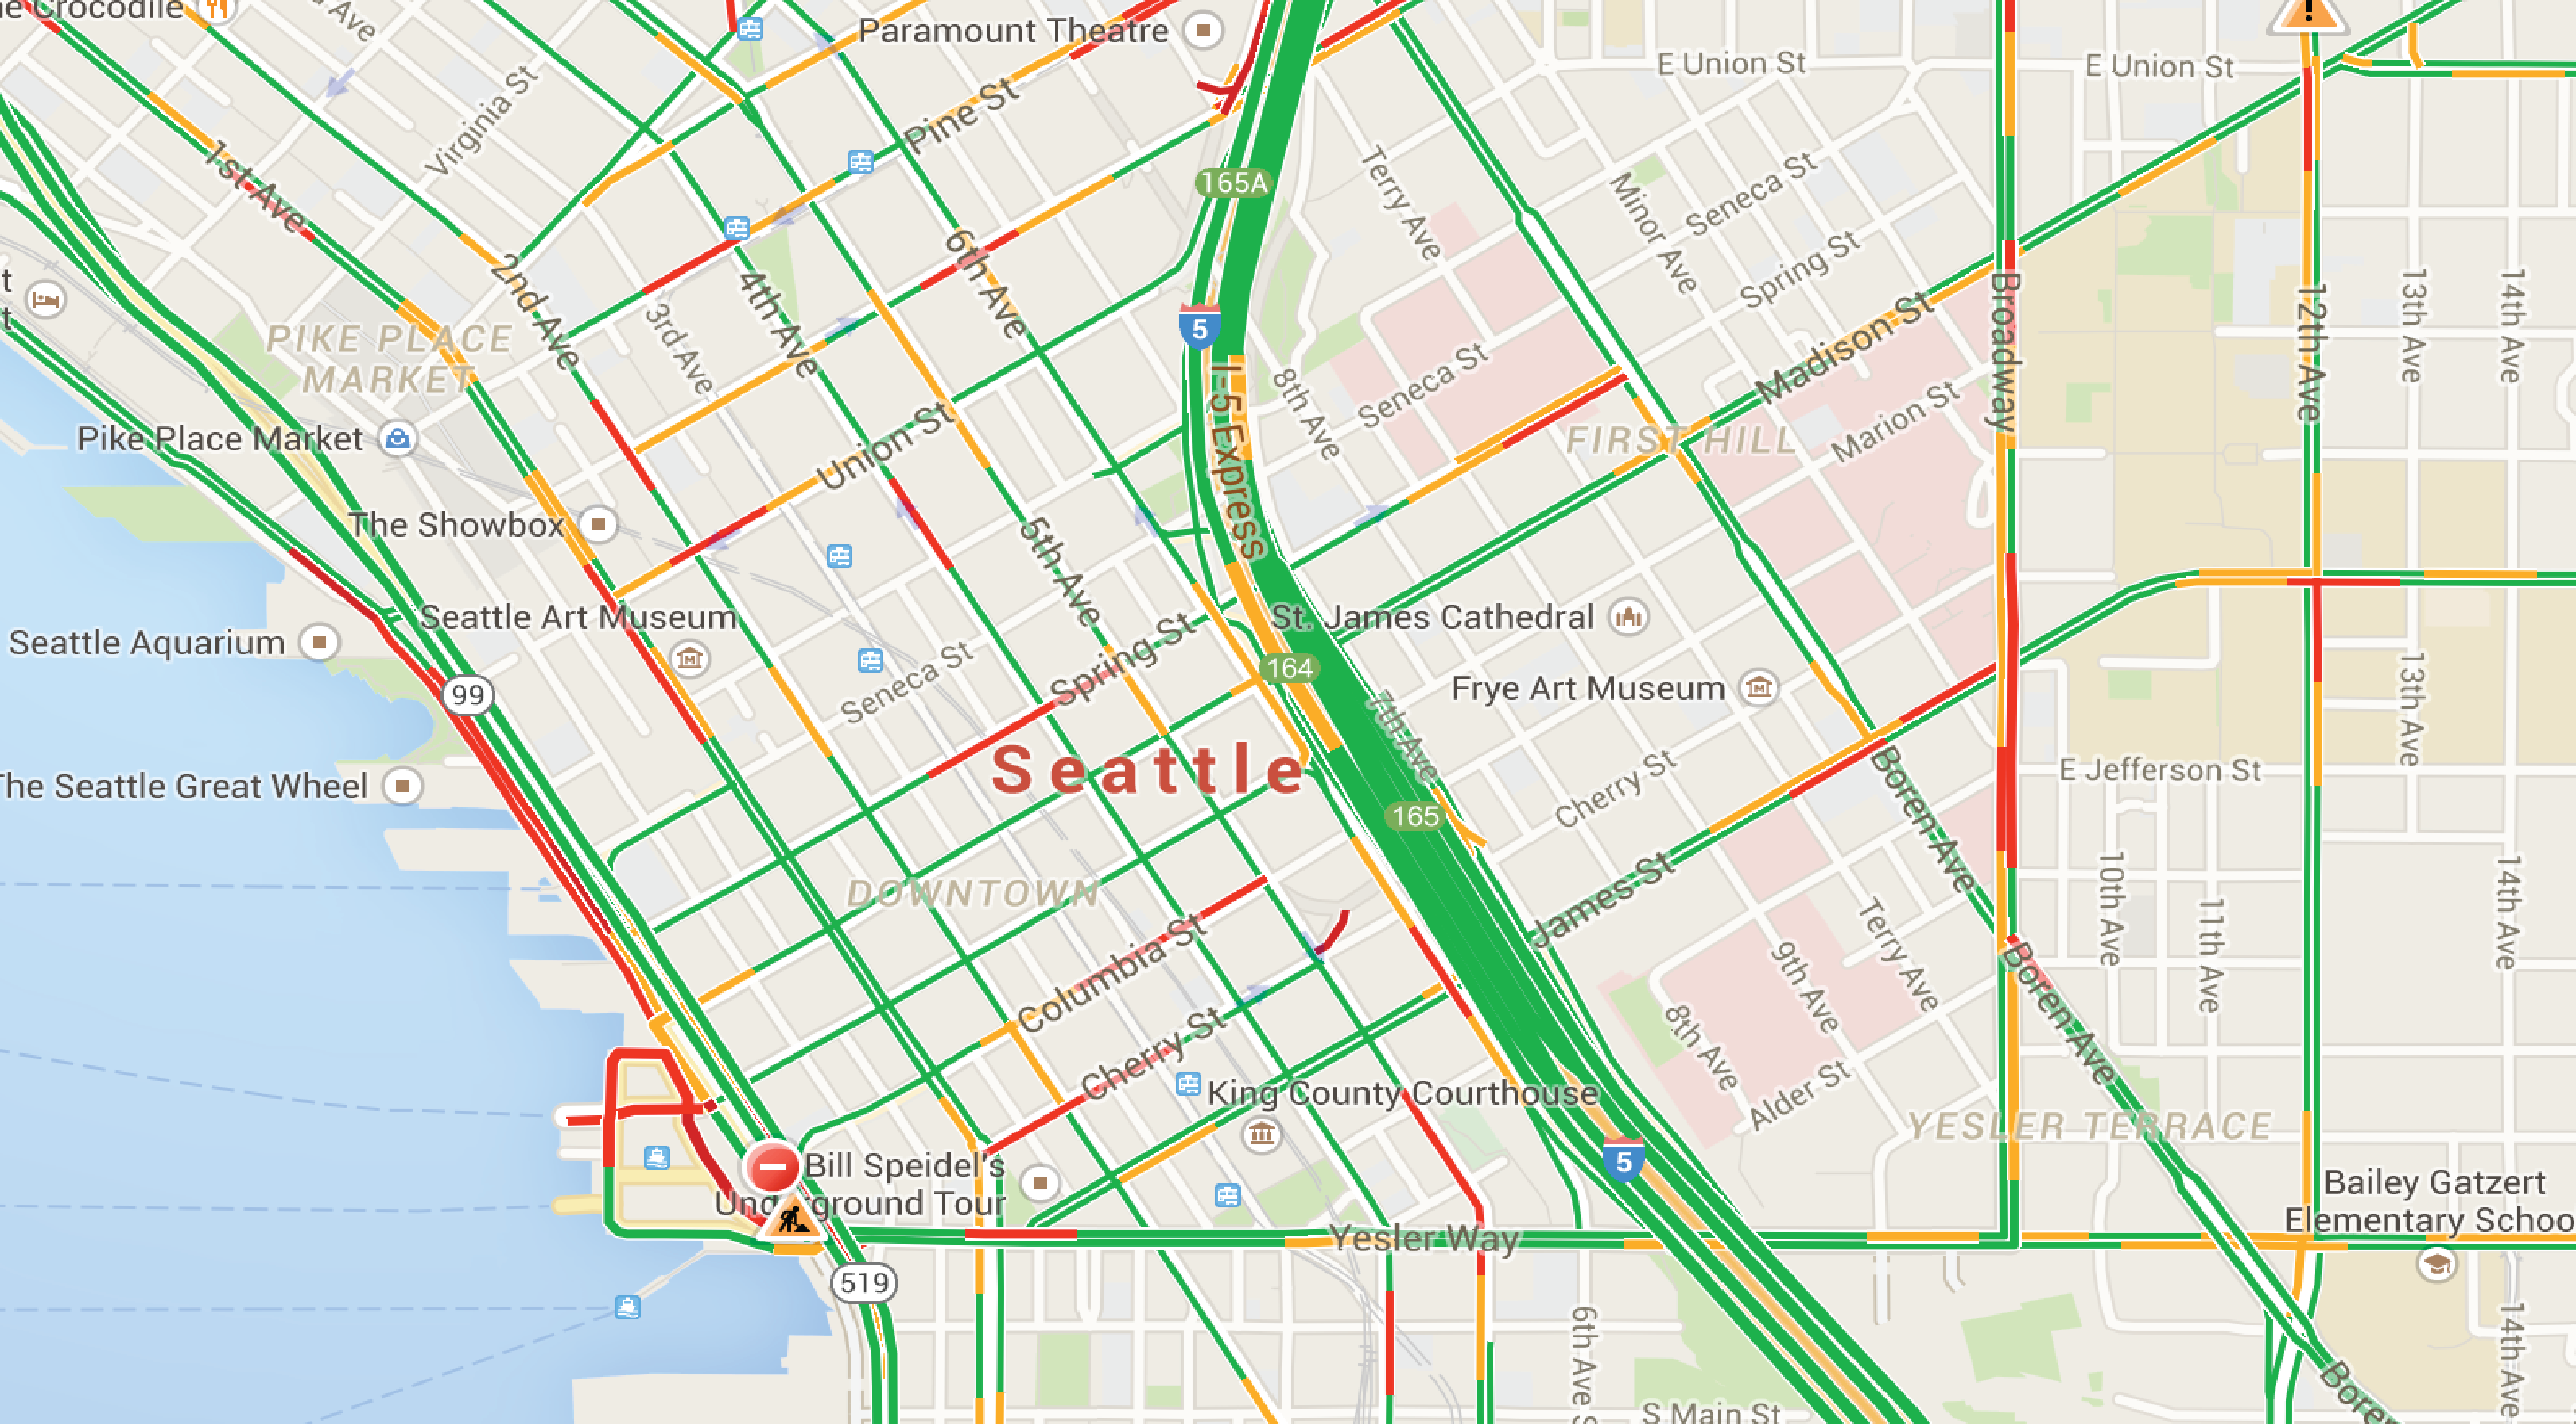 e Crocodile
d Ave
Paramount Theatre
E Union St
E Union St
Virginia St
Pine St
1st Ave
165A
Terry Ave
Minor Ave
Seneca St
Spring St
6th Ave
2nd Ave
4th Ave
3rd Ave
t
t
PIKE PLACE
MARKET
5
I-5 Express
8th Ave
Seneca St
Madison St
Broadway
12th Ave
13th Ave
14th Ave
Marion St
FIRST HILL
Pike Place Market
Union St
The Showbox
5th Ave
Seattle Art Museum
Seattle Aquarium
St. James Cathedral
Spring St
Seneca St
164
99
Frye Art Museum
7th Ave
13th Ave
Seattle
The Seattle Great Wheel
Cherry St
E Jefferson St
165
Boren Ave
DOWNTOWN
James St
Columbia St
Terry Ave
9th Ave
10th Ave
11th Ave
14th Ave
Boren Ave
8th Ave
Cherry St
King County Courthouse
Alder St
YESLER TERRACE
5
Bill Speidel's
Underground Tour
Bailey Gatzert
Elementary Schoo
Yesler Way
519
6th Ave S
14th Ave
S Main St
Bore